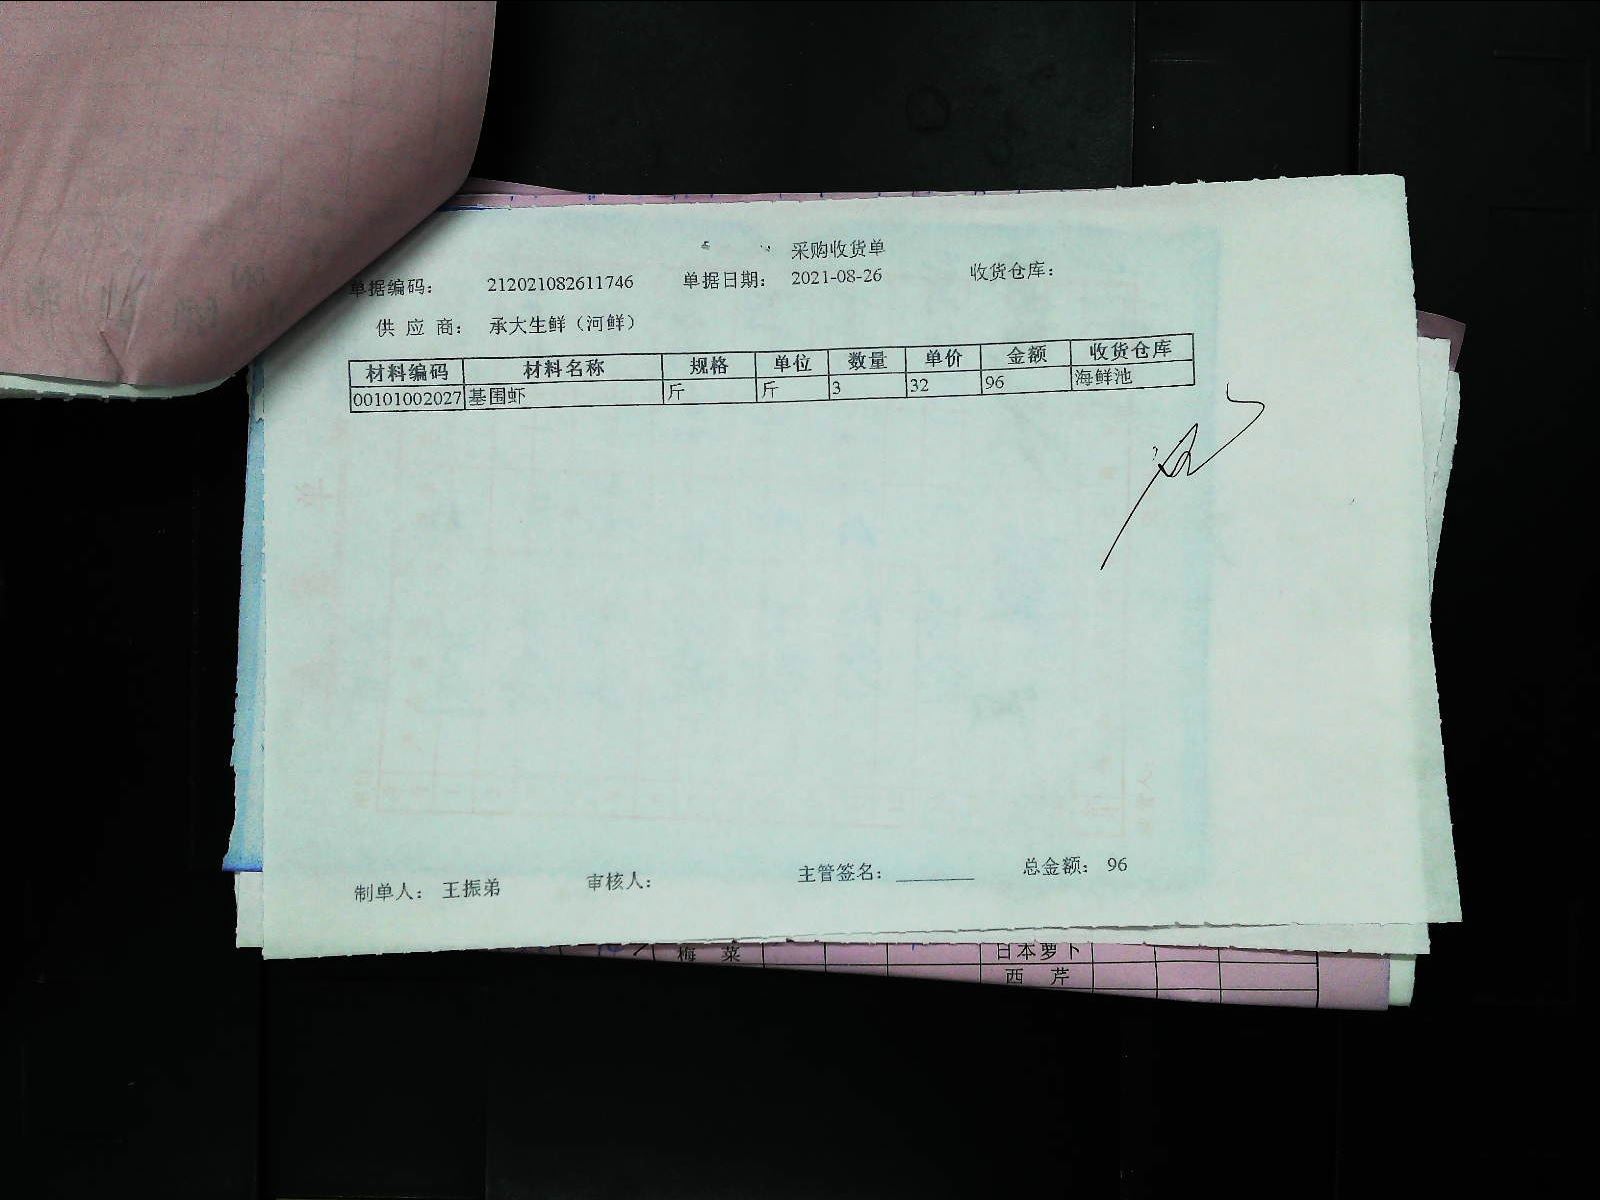 采购收货单
单据编码： 212021082611746 单据日期： 2021-08-26 收货仓库：
供 应 商： 承大生鲜（河鲜）
材料编码 材料名称 规格 单位 数量 单价 金额 收货仓库
00101002027 基围虾 斤 斤 3 32 96 海鲜池
制单人： 王振弟 审核人： 主管签名： ________ 总金额： 96
梅 菜 日本萝卜
西 芹